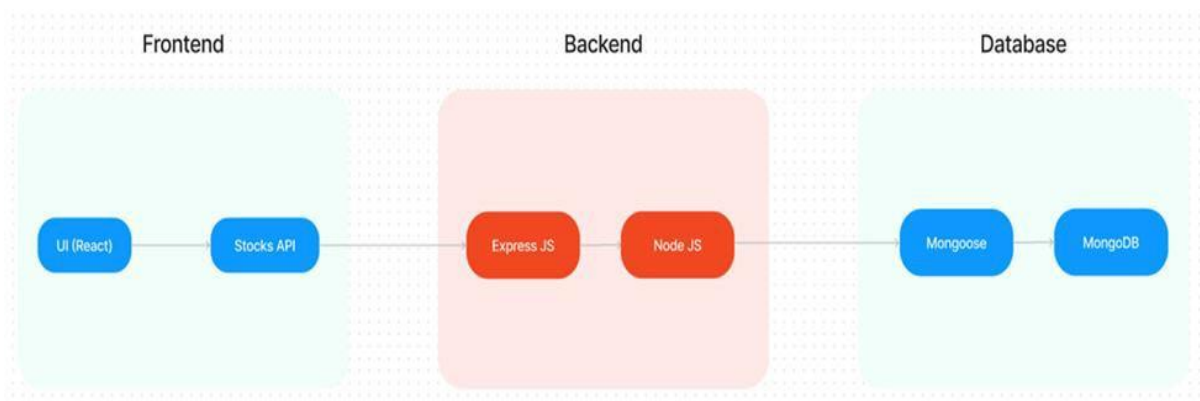 Frontend
Backend
Database
UI (React)
Stocks API
Express JS
Node JS
Mongoose
MongoDB